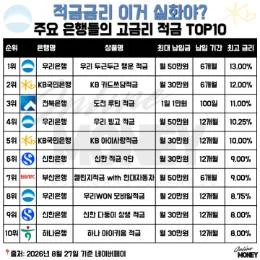 적금금리 이거 실화야?
주요 은행들의 고금리 적금 TOP10
순위 은행명 상품명 최대 납입금 납입 기간 최고 금리
1위 우리은행 우리 두근두근 행운 적금 월 50만원 6개월 13.00%
2위 KB국민은행 KB 카드쓰담적금 월 30만원 6개월 12.00%
3위 전북은행 도전 루티 적금 1일 1만원 100일 11.00%
4위 우리은행 우리 빙고 적금 월 50만원 12개월 10.25%
5위 KB국민은행 KB 아이사랑적금 월 30만원 12개월 10.00%
6위 신한은행 신한 적금 9단 월 30만원 12개월 9.00%
7위 부산은행 챌린지적금 with 현대자동차 월 50만원 6개월 9.00%
8위 우리은행 우리WON 모바일적금 월 20만원 12개월 8.75%
9위 신한은행 신한 다둥이 상생 적금 월 30만원 12개월 8.00%
10위 하나은행 하나 아이키움 적금 월 30만원 12개월 8.00%
* 출처: 2026년 8월 27일 기준 네이버페이
Online
MONEY